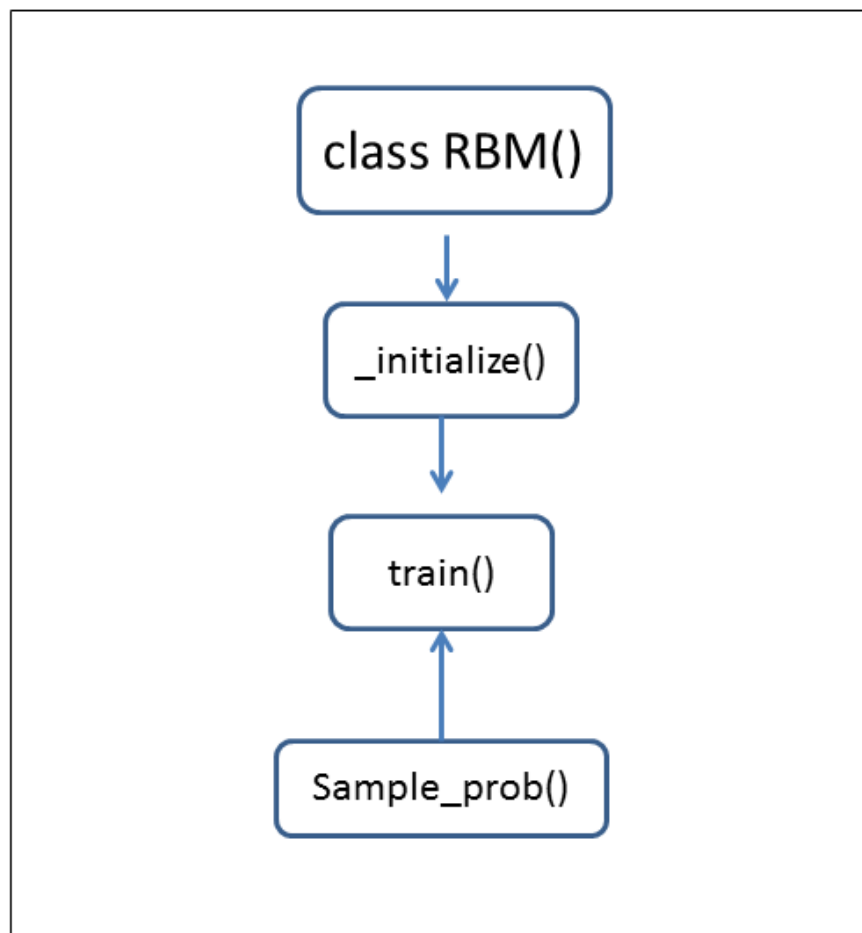 class RBM()
_initialize()
train()
Sample_prob()